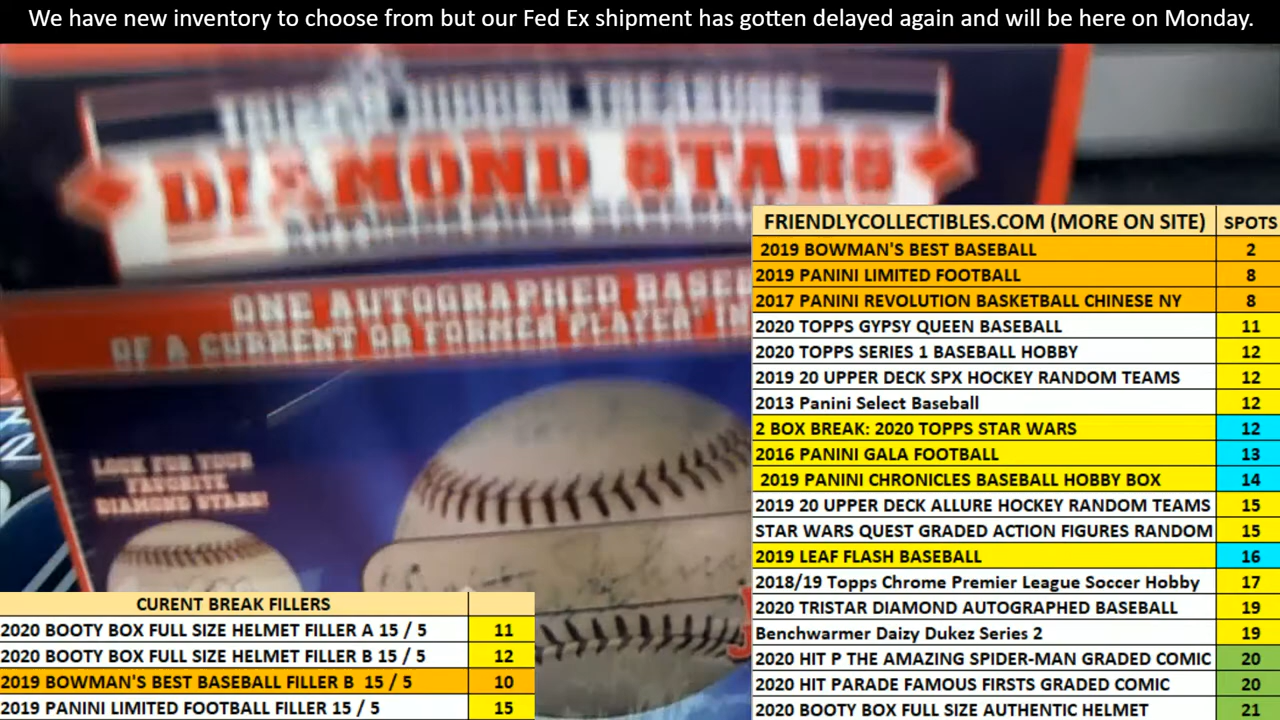 We have new inventory to choose from but our Fed Ex shipment has gotten delayed again and will be here on Monday.
HIDDEN TREASURES
DIAMOND STARS
ONE AUTOGRAPHED BASE
OF A CURRENT OR FORMER PLAYER IN
LOOK FOR YOUR
FAVORITE
DIAMOND STARS!
FRIENDLYCOLLECTIBLES.COM (MORE ON SITE) SPOTS
2019 BOWMAN'S BEST BASEBALL 2
2019 PANINI LIMITED FOOTBALL 8
2017 PANINI REVOLUTION BASKETBALL CHINESE NY 8
2020 TOPPS GYPSY QUEEN BASEBALL 11
2020 TOPPS SERIES 1 BASEBALL HOBBY 12
2019 20 UPPER DECK SPX HOCKEY RANDOM TEAMS 12
2013 Panini Select Baseball 12
2 BOX BREAK: 2020 TOPPS STAR WARS 12
2016 PANINI GALA FOOTBALL 13
2019 PANINI CHRONICLES BASEBALL HOBBY BOX 14
2019 20 UPPER DECK ALLURE HOCKEY RANDOM TEAMS 15
STAR WARS QUEST GRADED ACTION FIGURES RANDOM 15
2019 LEAF FLASH BASEBALL 16
2018/19 Topps Chrome Premier League Soccer Hobby 17
2020 TRISTAR DIAMOND AUTOGRAPHED BASEBALL 19
Benchwarmer Daizy Dukez Series 2 19
2020 HIT P THE AMAZING SPIDER-MAN GRADED COMIC 20
2020 HIT PARADE FAMOUS FIRSTS GRADED COMIC 20
2020 BOOTY BOX FULL SIZE AUTHENTIC HELMET 21
CURENT BREAK FILLERS
2020 BOOTY BOX FULL SIZE HELMET FILLER A 15 / 5 11
2020 BOOTY BOX FULL SIZE HELMET FILLER B 15 / 5 12
2019 BOWMAN'S BEST BASEBALL FILLER B 15 / 5 10
2019 PANINI LIMITED FOOTBALL FILLER 15 / 5 15